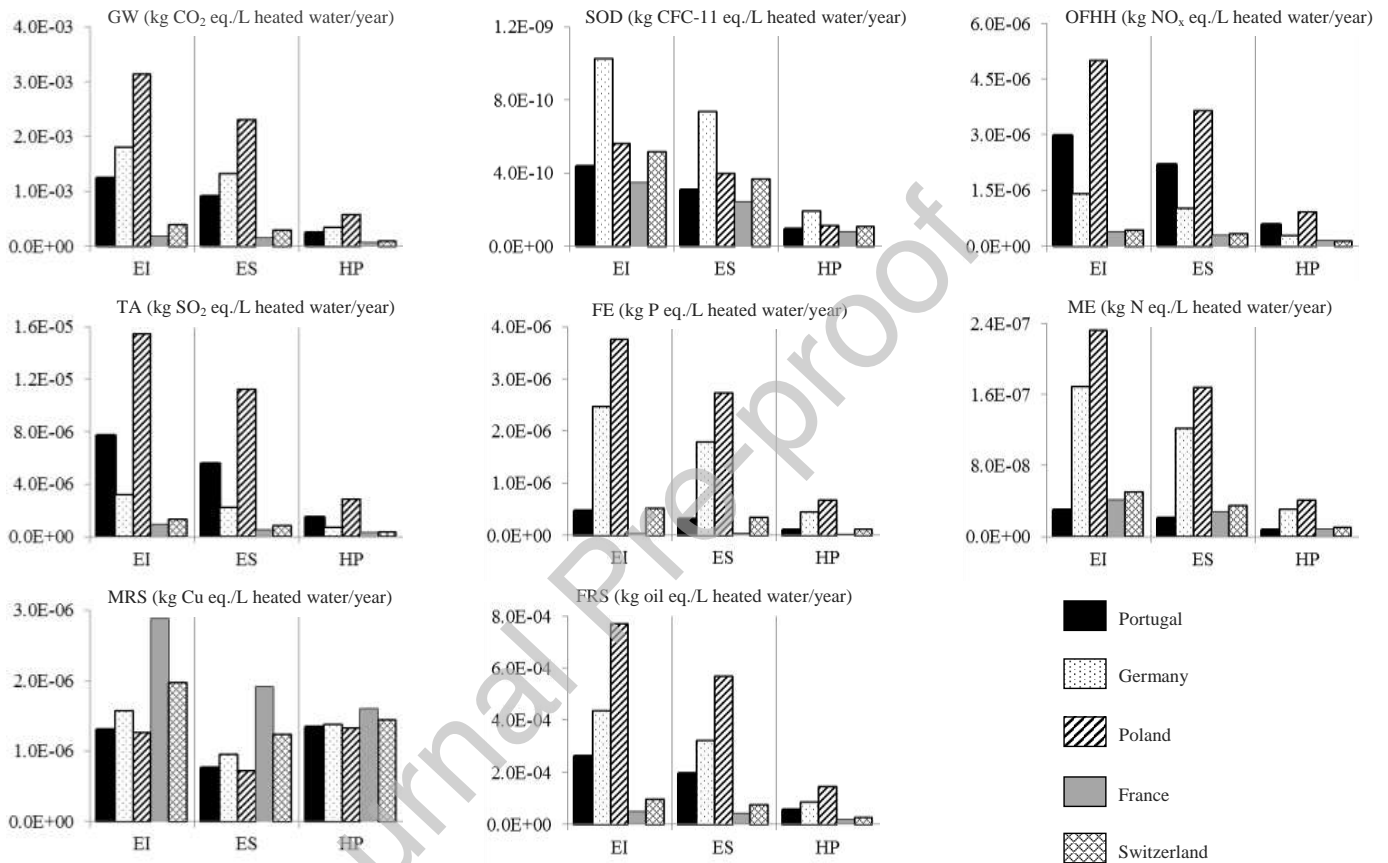 GW (kg CO₂ eq./L heated water/year)
4.0E-03
3.0E-03
2.0E-03
1.0E-03
0.0E+00
EI ES HP
SOD (kg CFC-11 eq./L heated water/year)
1.2E-09
8.0E-10
4.0E-10
0.0E+00
EI ES HP
OFHH (kg NOₓ eq./L heated water/year)
6.0E-06
4.5E-06
3.0E-06
1.5E-06
0.0E+00
EI ES HP
TA (kg SO₂ eq./L heated water/year)
1.6E-05
1.2E-05
8.0E-06
4.0E-06
0.0E+00
EI ES HP
FE (kg P eq./L heated water/year)
4.0E-06
3.0E-06
2.0E-06
1.0E-06
0.0E+00
EI ES HP
ME (kg N eq./L heated water/year)
2.4E-07
1.6E-07
8.0E-08
0.0E+00
EI ES HP
MRS (kg Cu eq./L heated water/year)
3.0E-06
2.0E-06
1.0E-06
0.0E+00
EI ES HP
FRS (kg oil eq./L heated water/year)
8.0E-04
6.0E-04
4.0E-04
2.0E-04
0.0E+00
EI ES HP
Portugal
Germany
Poland
France
Switzerland
urnal Pre-proof